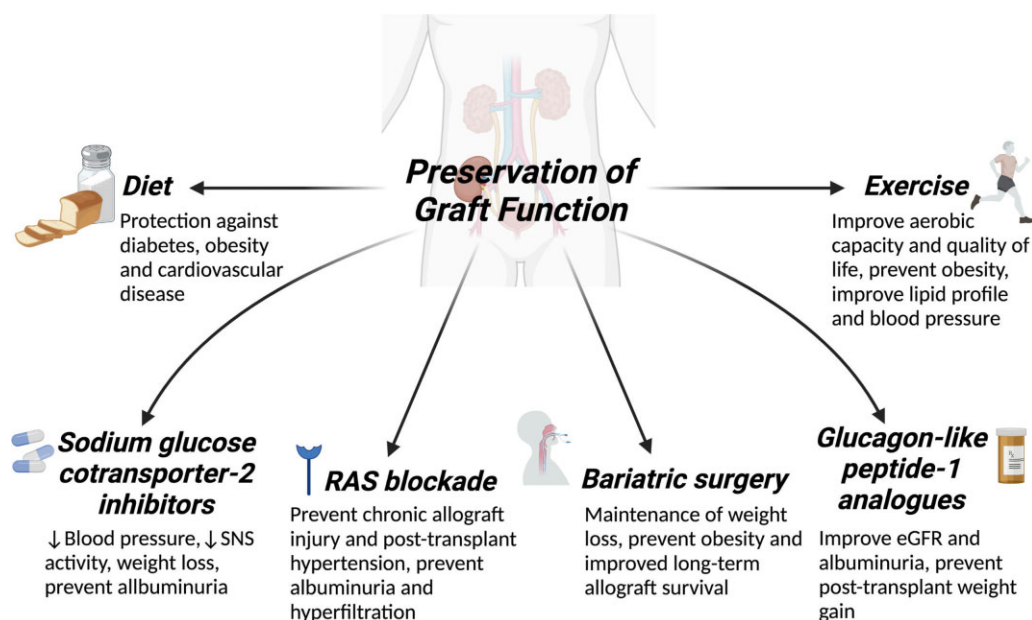 Preservation of
Graft Function
Diet
Protection against
diabetes, obesity
and cardiovascular
disease
Exercise
Improve aerobic
capacity and quality of
life, prevent obesity,
improve lipid profile
and blood pressure
Sodium glucose
cotransporter-2
inhibitors
↓Blood pressure, ↓SNS
activity, weight loss,
prevent allbuminuria
RAS blockade
Prevent chronic allograft
injury and post-transplant
hypertension, prevent
albuminuria and
hyperfiltration
Bariatric surgery
Maintenance of weight
loss, prevent obesity and
improved long-term
allograft survival
Glucagon-like
peptide-1
analogues
Improve eGFR and
albuminuria, prevent
post-transplant weight
gain